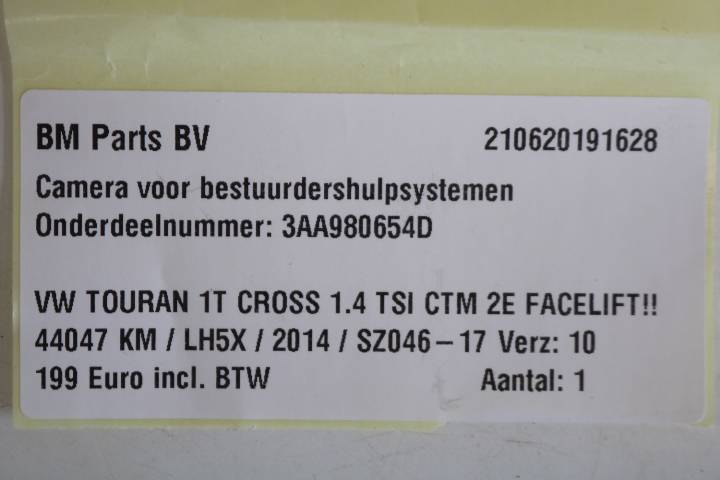 BM Parts BV 210620191628
Camera voor bestuurdershulpsystemen
Onderdeelnummer: 3AA980654D
VW TOURAN 1T CROSS 1.4 TSI CTM 2E FACELIFT!!
44047 KM / LH5X / 2014 / SZ046-17 Verz: 10
199 Euro incl. BTW Aantal: 1